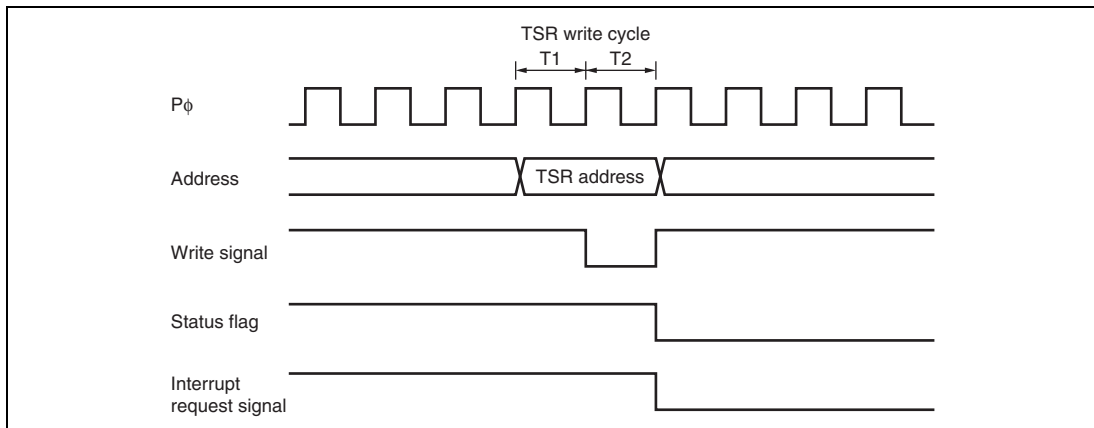 TSR write cycle
T1 T2
Pϕ
Address
TSR address
Write signal
Status flag
Interrupt
request signal